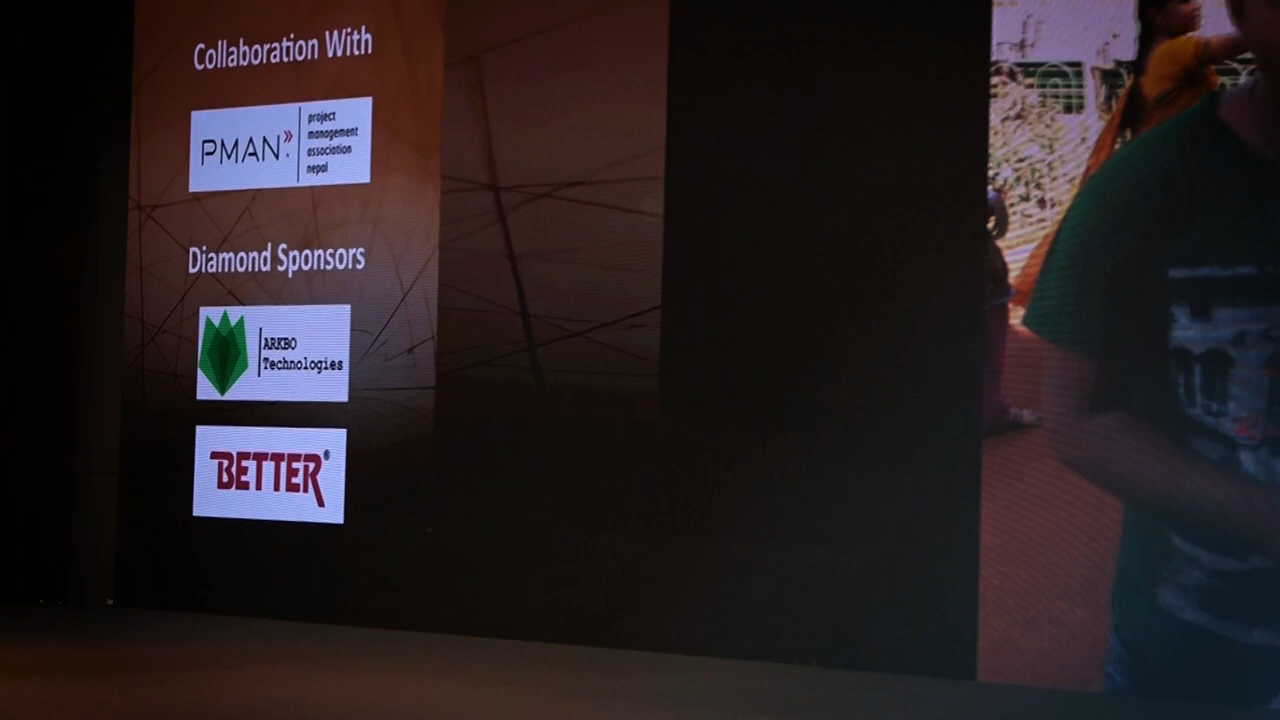 Collaboration With
PMAN
project
management
association
nepal
Diamond Sponsors
ARKBO
Technologies
BETTER®